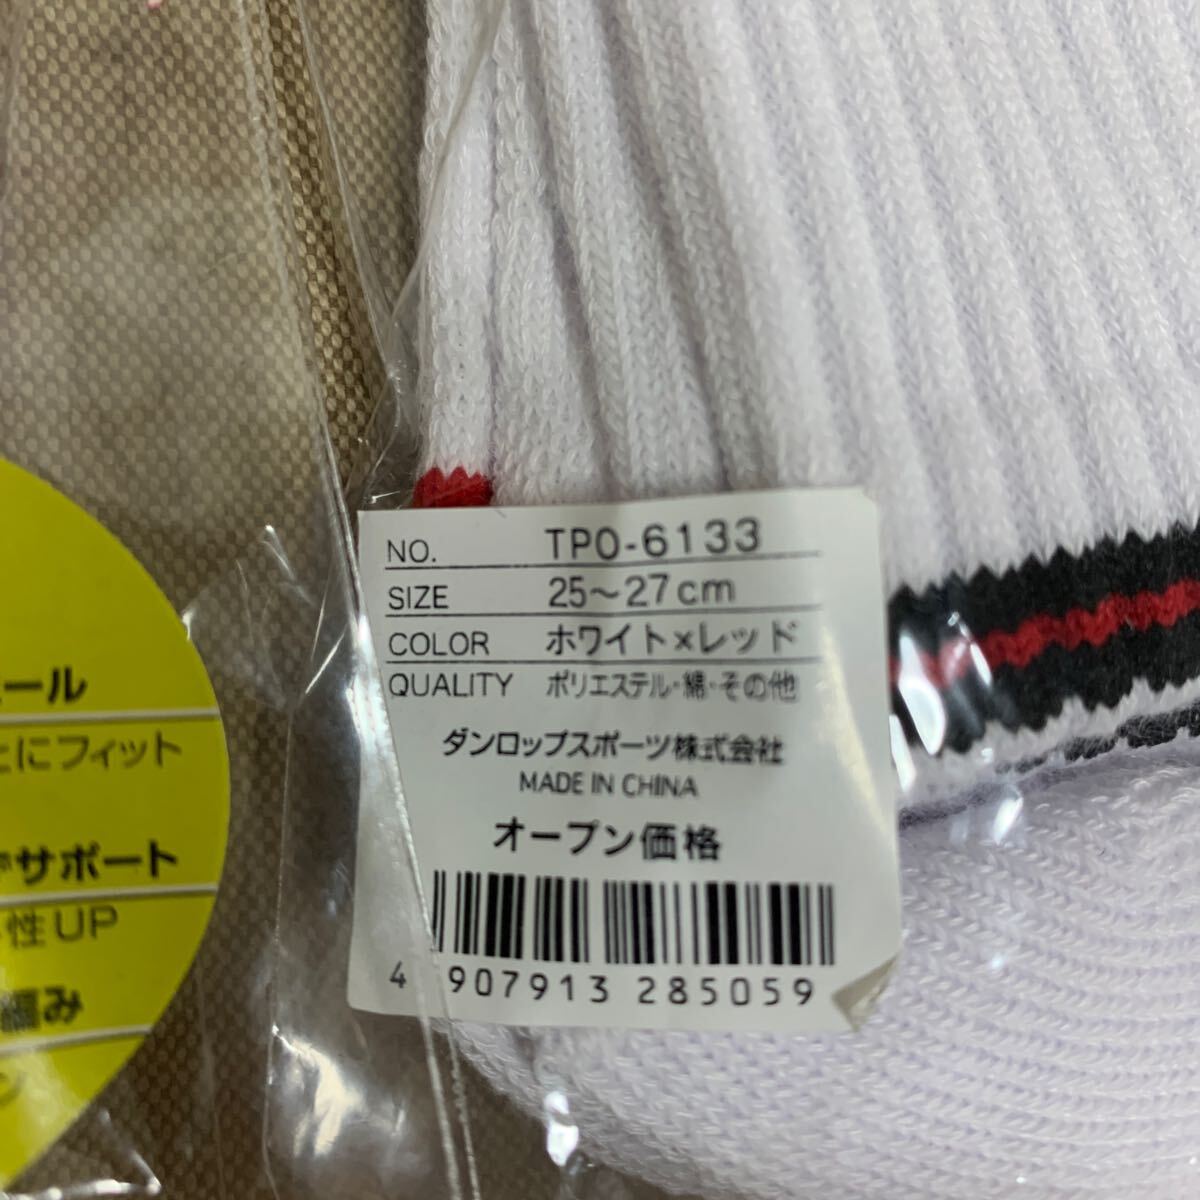 NO. TPO-6133
SIZE 25～27cm
COLOR ホワイト×レッド
QUALITY ポリエステル・綿・その他
ダンロップスポーツ株式会社
MADE IN CHINA
オープン価格
4 907913 285059
ール
にフィット
サポート
性UP
編み
ン